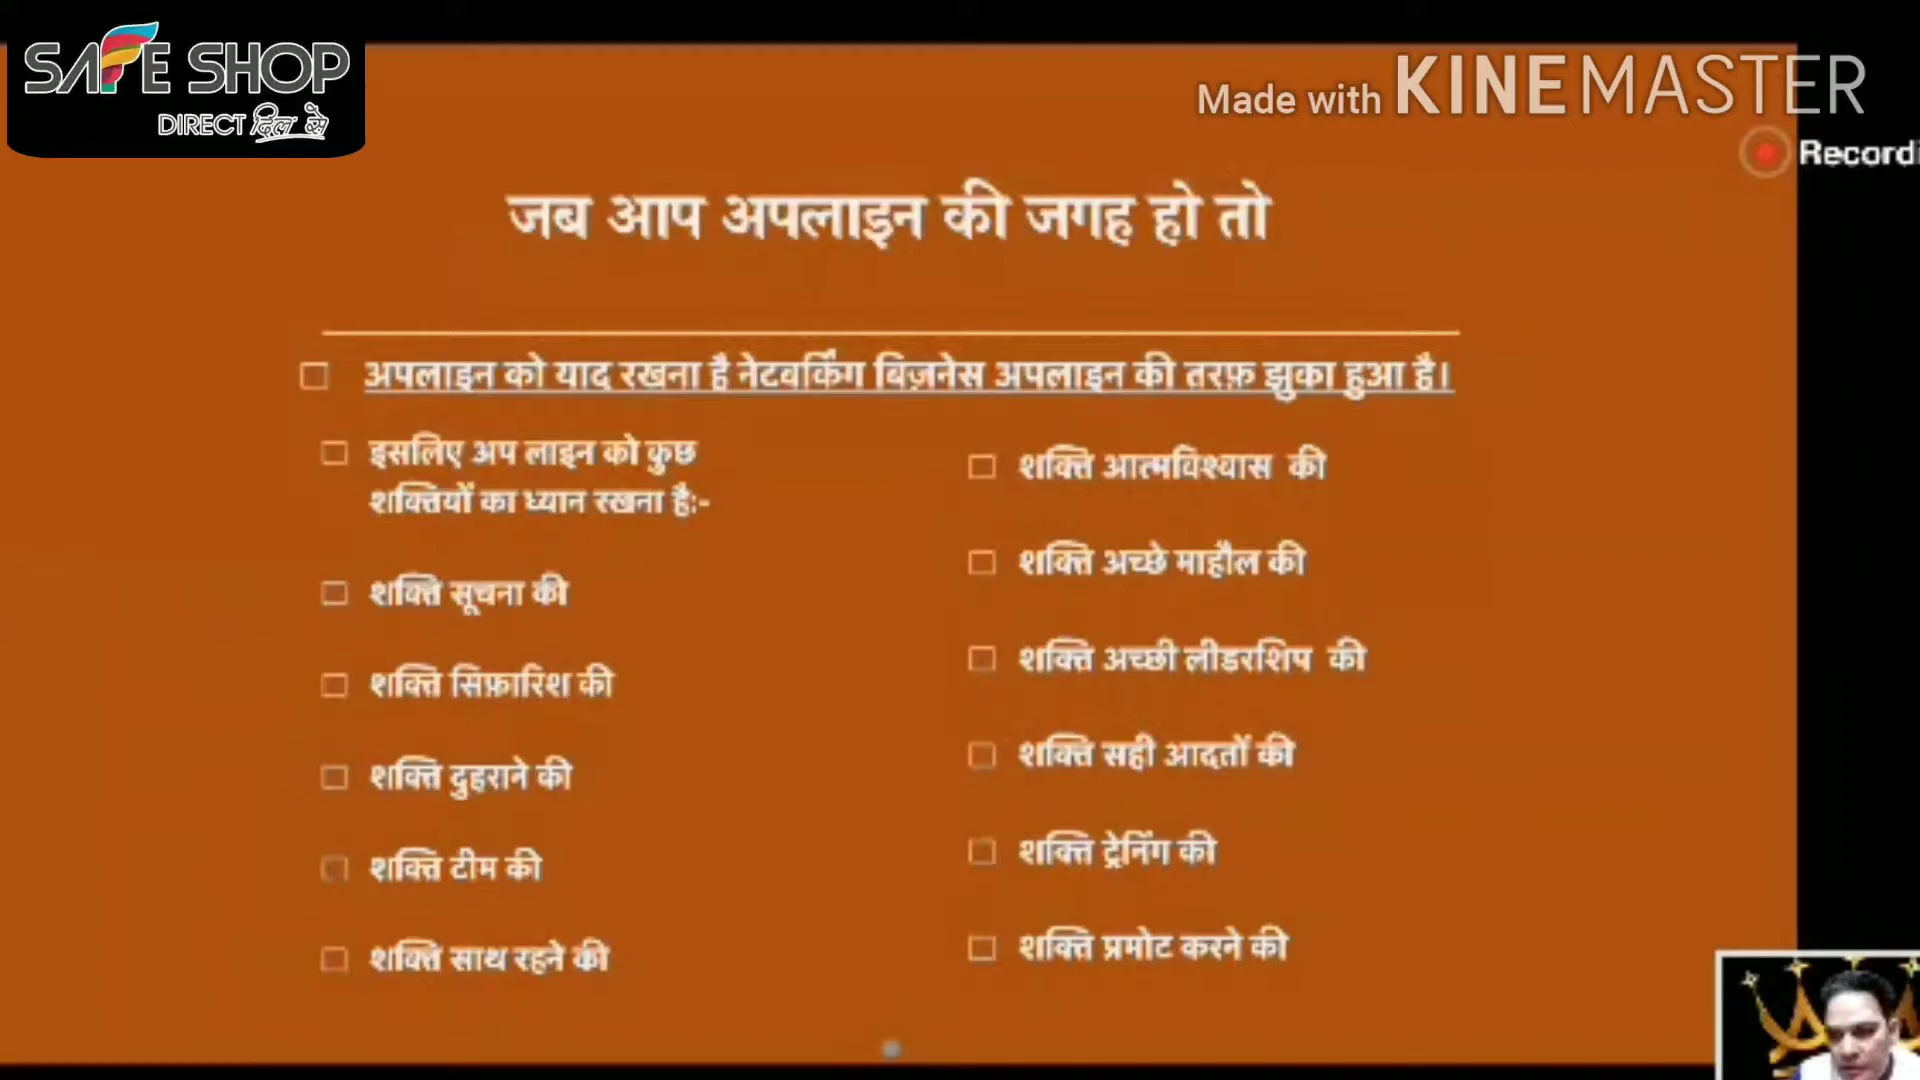 SAFE SHOP
DIRECT दिल से
Made with KINEMASTER
Recordi
जब आप अपलाइन की जगह हो तो
अपलाइन को याद रखना है नेटवर्किंग बिज़नेस अपलाइन की तरफ़ झुका हुआ है।
इसलिए अप लाइन को कुछ
शक्तियों का ध्यान रखना है:-
शक्ति सूचना की
शक्ति सिफ़ारिश की
शक्ति दुहराने की
शक्ति टीम की
शक्ति साथ रहने की
शक्ति आत्मविश्वास की
शक्ति अच्छे माहौल की
शक्ति अच्छी लीडरशिप की
शक्ति सही आदतों की
शक्ति ट्रेनिंग की
शक्ति प्रमोट करने की